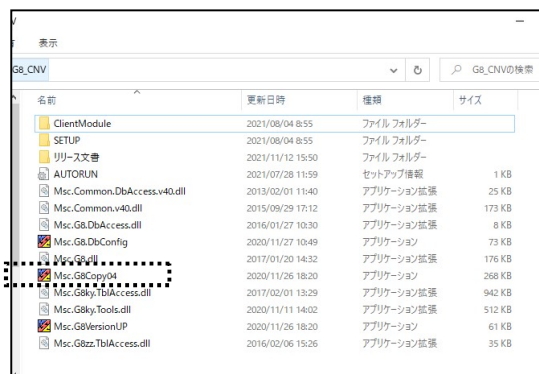 表示
G8_CNV
G8_CNVの検索
名前 更新日時 種類 サイズ
ClientModule 2021/08/04 8:55 ファイル フォルダー
SETUP 2021/08/04 8:55 ファイル フォルダー
リリース文書 2021/11/12 15:50 ファイル フォルダー
AUTORUN 2021/07/28 11:59 セットアップ情報 1 KB
Msc.Common.DbAccess.v40.dll 2013/02/01 11:40 アプリケーション拡張 25 KB
Msc.Common.v40.dll 2015/09/29 17:12 アプリケーション拡張 173 KB
Msc.G8.DbAccess.dll 2016/01/27 10:30 アプリケーション拡張 8 KB
Msc.G8.DbConfig 2020/11/27 10:49 アプリケーション 73 KB
Msc.G8.dll 2017/01/20 14:32 アプリケーション拡張 176 KB
Msc.G8Copy04 2020/11/26 18:20 アプリケーション 268 KB
Msc.G8ky.TblAccess.dll 2017/02/01 13:29 アプリケーション拡張 942 KB
Msc.G8ky.Tools.dll 2020/11/11 14:02 アプリケーション拡張 512 KB
Msc.G8VersionUP 2020/11/26 18:20 アプリケーション 61 KB
Msc.G8zz.TblAccess.dll 2016/02/06 15:26 アプリケーション拡張 35 KB